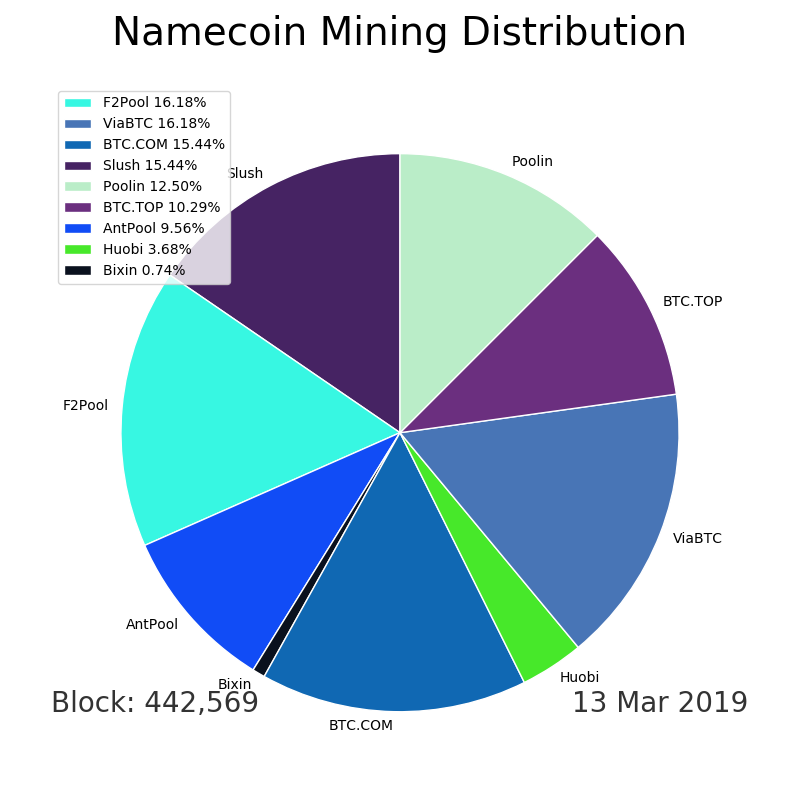 Namecoin Mining Distribution
F2Pool 16.18%
ViaBTC 16.18%
BTC.COM 15.44%
Slush 15.44%
Poolin 12.50%
BTC.TOP 10.29%
AntPool 9.56%
Huobi 3.68%
Bixin 0.74%
Slush
Poolin
BTC.TOP
F2Pool
ViaBTC
AntPool
Huobi
Bixin
BTC.COM
Block: 442,569
13 Mar 2019